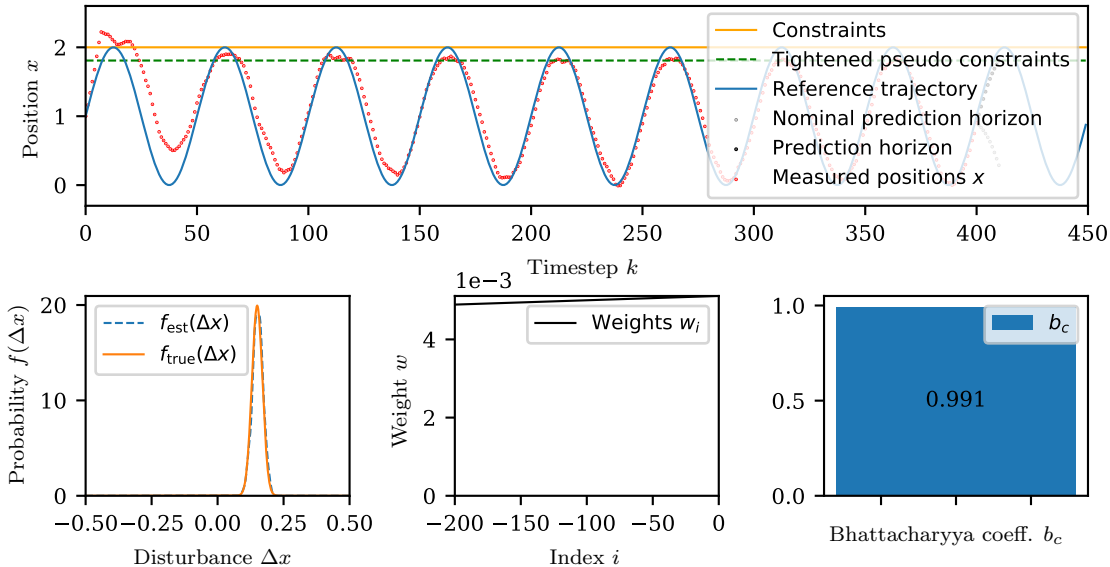 Position x
2
1
0
Constraints
Tightened pseudo constraints
Reference trajectory
Nominal prediction horizon
Prediction horizon
Measured positions x
0 50 100 150 200 250 300 350 400 450
Timestep k
Probability f(Δx)
20
10
0
f_est(Δx)
f_true(Δx)
−0.50 −0.25 0.00 0.25 0.50
Disturbance Δx
1e−3
Weight w
4
2
0
Weights w_i
−200 −150 −100 −50 0
Index i
1.0
0.5
0.0
b_c
0.991
Bhattacharyya coeff. b_c